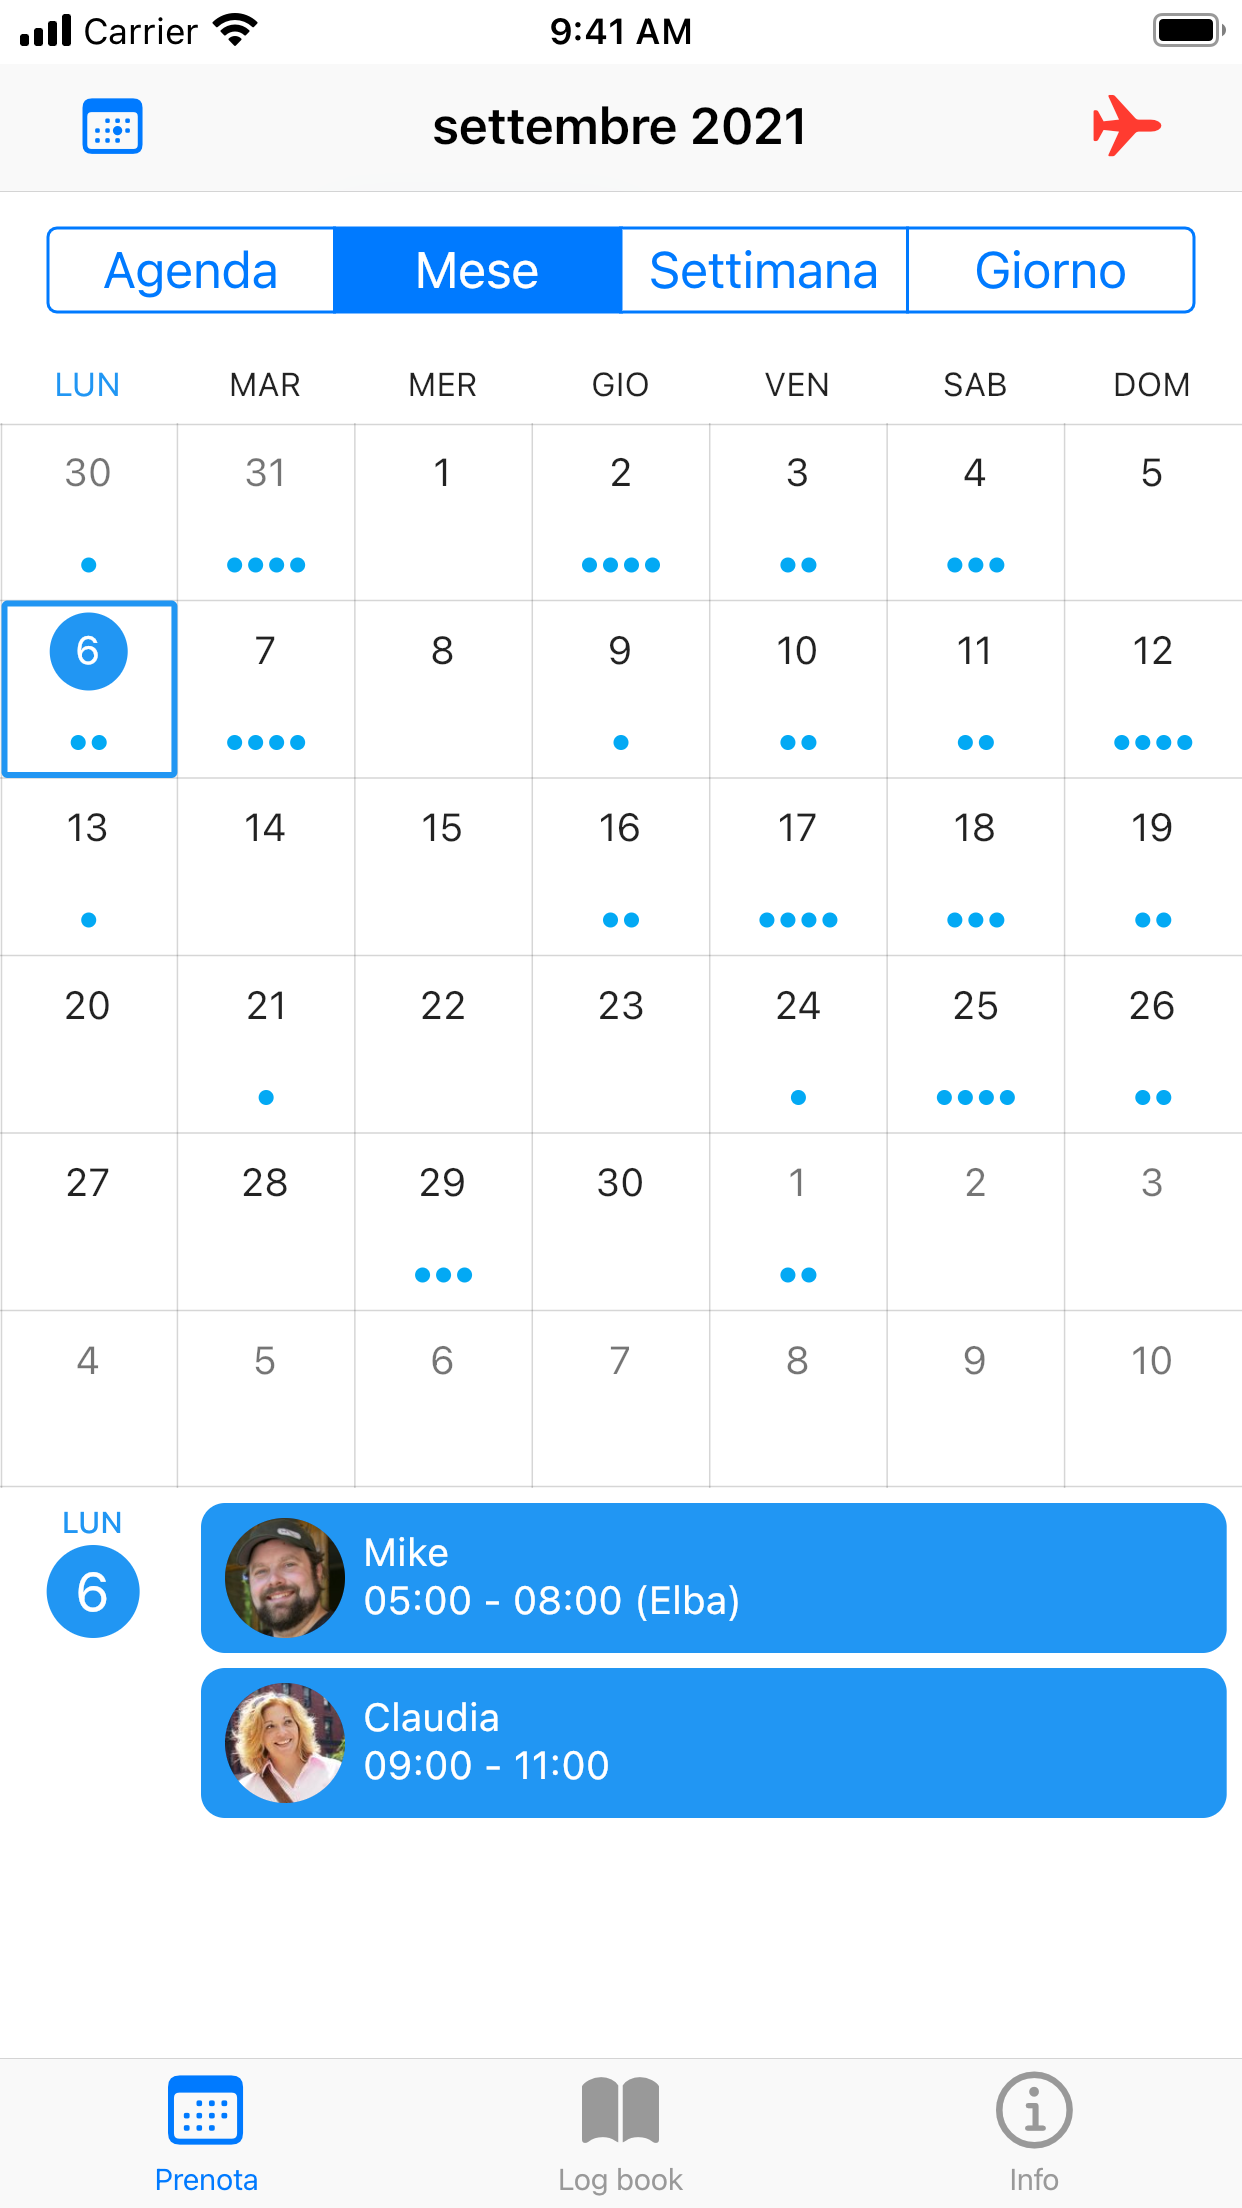 Carrier 9:41 AM
settembre 2021
Agenda Mese Settimana Giorno
LUN MAR MER GIO VEN SAB DOM
30 31 1 2 3 4 5
6 7 8 9 10 11 12
13 14 15 16 17 18 19
20 21 22 23 24 25 26
27 28 29 30 1 2 3
4 5 6 7 8 9 10
LUN
6
Mike
05:00 - 08:00 (Elba)
Claudia
09:00 - 11:00
Prenota Log book Info